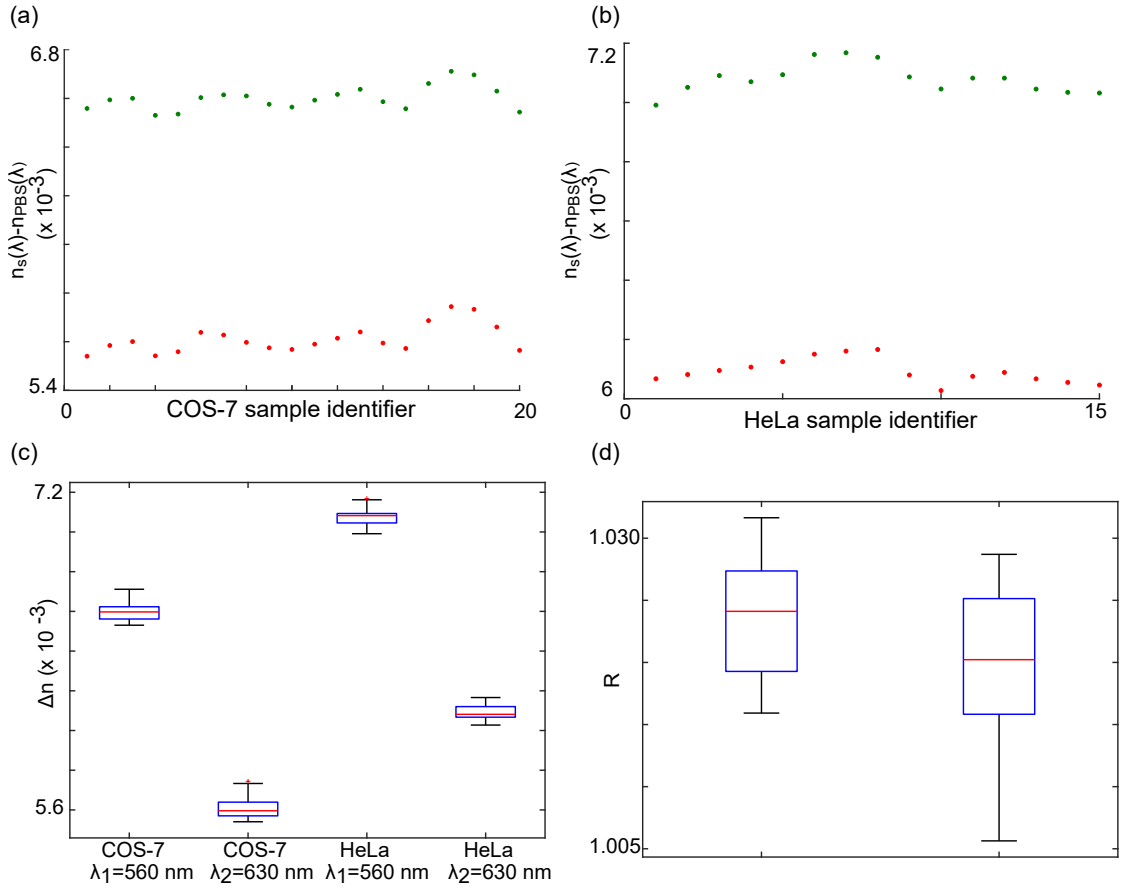 (a)
6.8
n_s(λ)-n_PBS(λ)
(x 10 -3)
5.4
0
COS-7 sample identifier
20
(b)
7.2
n_s(λ)-n_PBS(λ)
(x 10 -3)
6
0
HeLa sample identifier
15
(c)
7.2
Δn (x 10 -3)
5.6
COS-7
λ1=560 nm
COS-7
λ2=630 nm
HeLa
λ1=560 nm
HeLa
λ2=630 nm
(d)
1.030
R
1.005